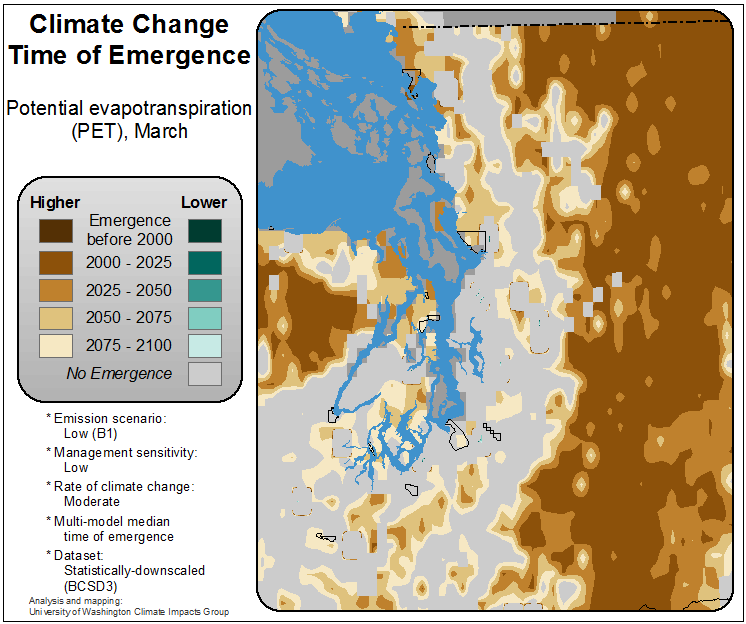 Climate Change
Time of Emergence
Potential evapotranspiration
(PET), March
Higher Lower
Emergence
before 2000
2000 - 2025
2025 - 2050
2050 - 2075
2075 - 2100
No Emergence
* Emission scenario:
Low (B1)
* Management sensitivity:
Low
* Rate of climate change:
Moderate
* Multi-model median
time of emergence
* Dataset:
Statistically-downscaled
(BCSD3)
Analysis and mapping:
University of Washington Climate Impacts Group